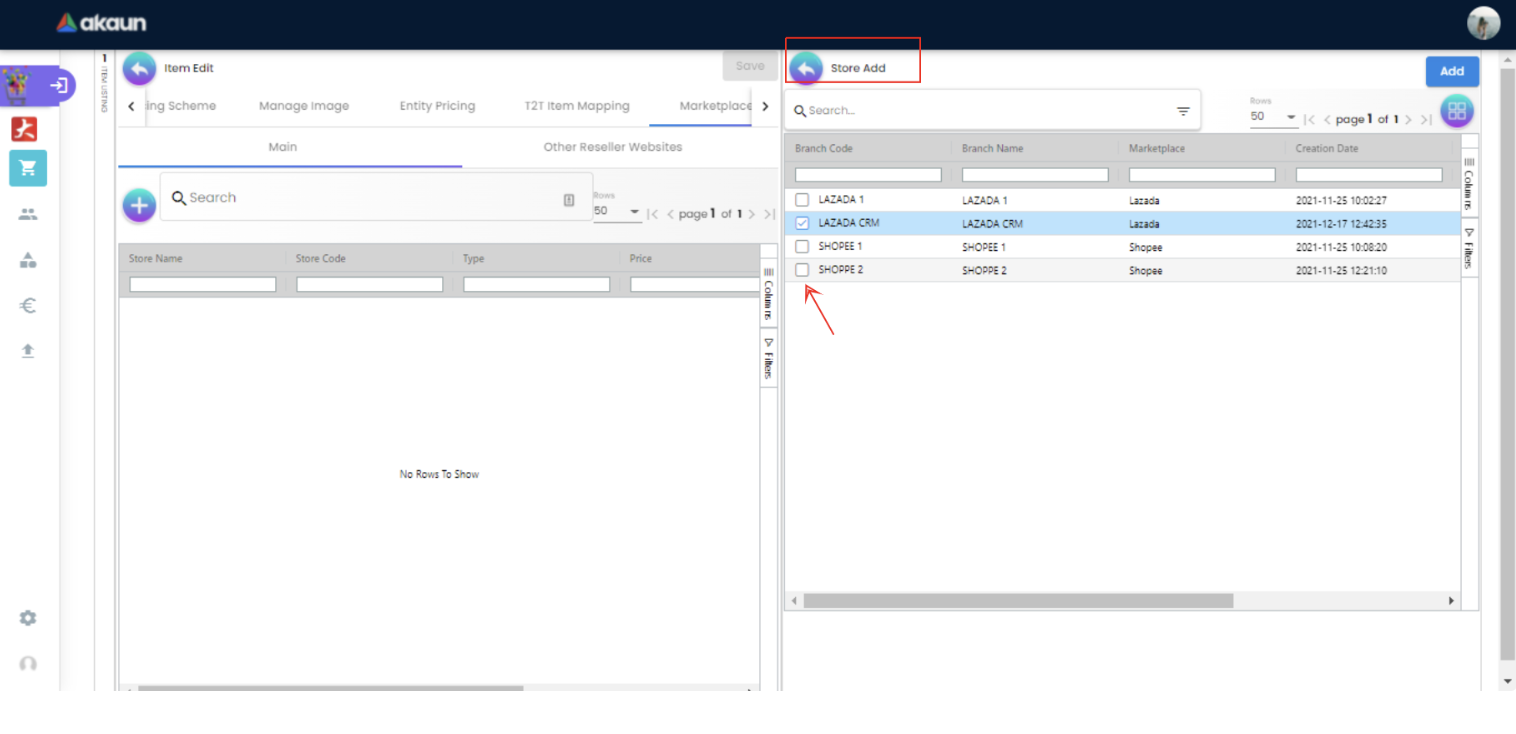 akaun
1 ITEM LISTING
Item Edit
Save
ing Scheme
Manage Image
Entity Pricing
T2T Item Mapping
Marketplace
Main
Other Reseller Websites
Search
Rows
50
page 1 of 1
Store Name
Store Code
Type
Price
Columns
Filters
No Rows To Show
Store Add
Add
Search...
Rows
50
page 1 of 1
Branch Code
Branch Name
Marketplace
Creation Date
LAZADA 1
LAZADA 1
Lazada
2021-11-25 10:02:27
LAZADA CRM
LAZADA CRM
Lazada
2021-12-17 12:42:35
SHOPEE 1
SHOPEE 1
Shopee
2021-11-25 10:08:20
SHOPPE 2
SHOPPE 2
Shopee
2021-11-25 12:21:10
Columns
Filters